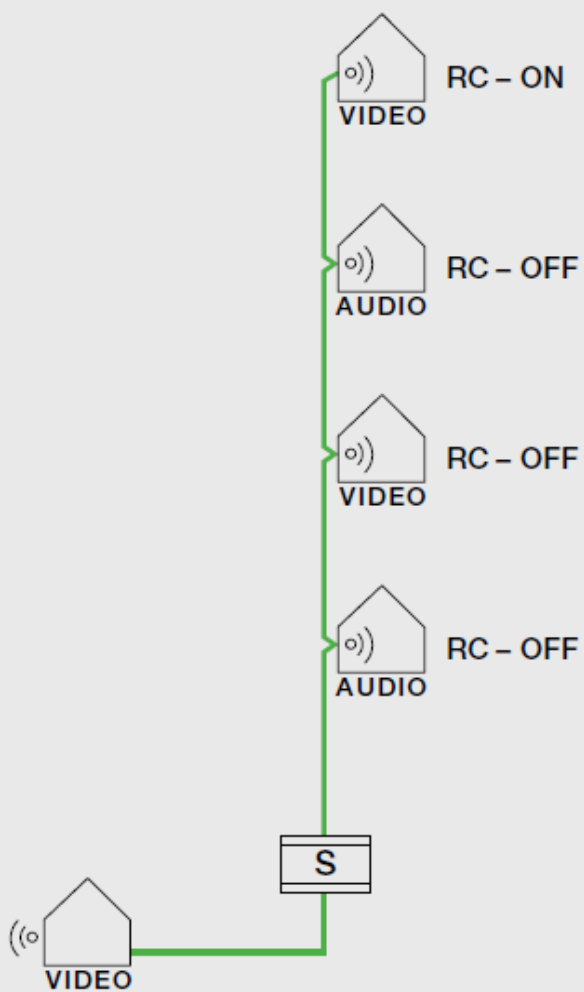 RC – ON
VIDEO
RC – OFF
AUDIO
RC – OFF
VIDEO
RC – OFF
AUDIO
S
VIDEO